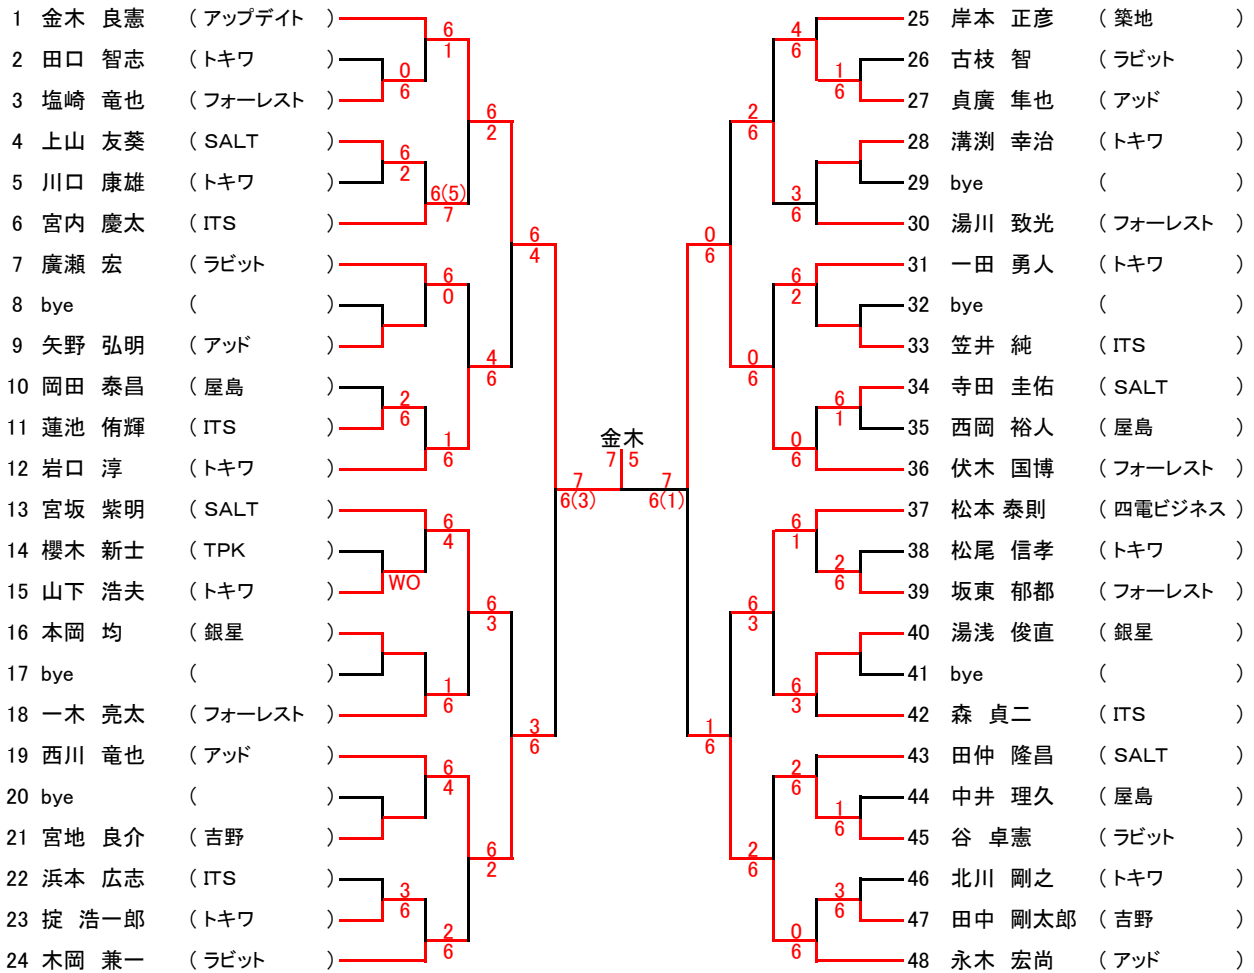 1 金木 良憲 ( アップデイト )
2 田口 智志 ( トキワ )
3 塩崎 竜也 ( フォーレスト )
4 上山 友葵 ( SALT )
5 川口 康雄 ( トキワ )
6 宮内 慶太 ( ITS )
7 廣瀬 宏 ( ラビット )
8 bye ( )
9 矢野 弘明 ( アッド )
10 岡田 泰昌 ( 屋島 )
11 蓮池 侑輝 ( ITS )
12 岩口 淳 ( トキワ )
13 宮坂 紫明 ( SALT )
14 櫻木 新士 ( TPK )
15 山下 浩夫 ( トキワ )
16 本岡 均 ( 銀星 )
17 bye ( )
18 一木 亮太 ( フォーレスト )
19 西川 竜也 ( アッド )
20 bye ( )
21 宮地 良介 ( 吉野 )
22 浜本 広志 ( ITS )
23 掟 浩一郎 ( トキワ )
24 木岡 兼一 ( ラビット )
0
6
6
2
2
6
WO
3
6
6
1
6(5)
7
6
0
1
6
6
4
1
6
6
4
2
6
6
2
4
6
6
3
6
2
6
4
3
6
7
6(3)
金木
7 5
7
6(1)
0
6
1
6
2
6
0
6
6
3
2
6
4
6
3
6
6
2
0
6
6
1
6
3
2
6
0
6
1
6
6
1
2
6
1
6
3
6
25 岸本 正彦 ( 築地 )
26 古枝 智 ( ラビット )
27 貞廣 隼也 ( アッド )
28 溝渕 幸治 ( トキワ )
29 bye ( )
30 湯川 致光 ( フォーレスト )
31 一田 勇人 ( トキワ )
32 bye ( )
33 笠井 純 ( ITS )
34 寺田 圭佑 ( SALT )
35 西岡 裕人 ( 屋島 )
36 伏木 国博 ( フォーレスト )
37 松本 泰則 ( 四電ビジネス )
38 松尾 信孝 ( トキワ )
39 坂東 郁都 ( フォーレスト )
40 湯浅 俊直 ( 銀星 )
41 bye ( )
42 森 貞二 ( ITS )
43 田仲 隆昌 ( SALT )
44 中井 理久 ( 屋島 )
45 谷 卓憲 ( ラビット )
46 北川 剛之 ( トキワ )
47 田中 剛太郎 ( 吉野 )
48 永木 宏尚 ( アッド )